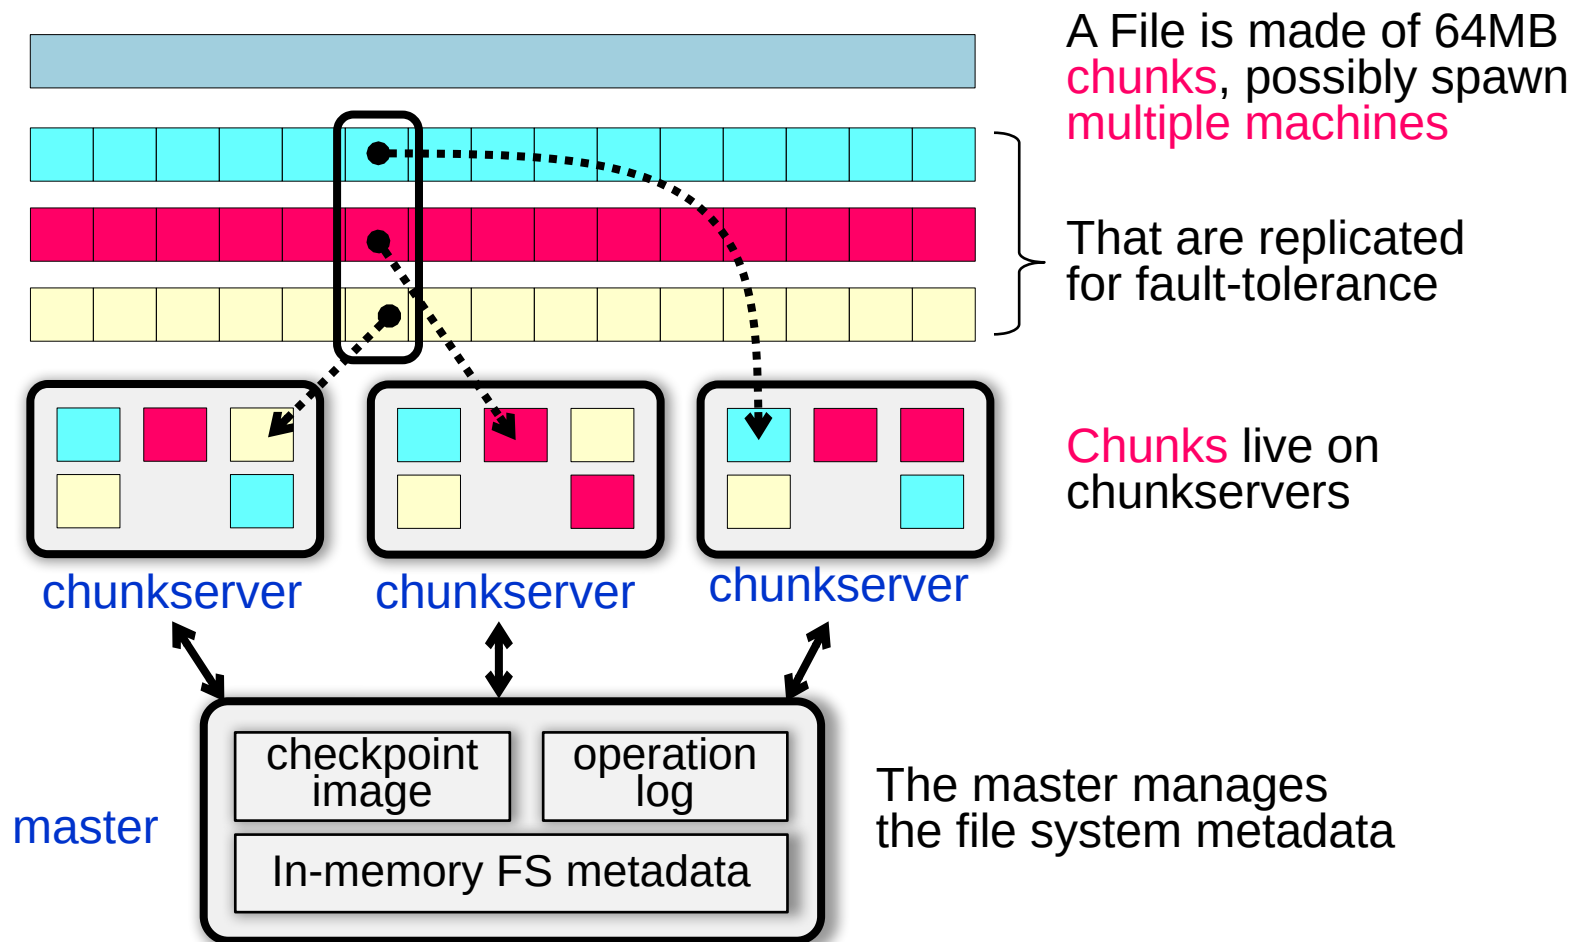 A File is made of 64MB
chunks, possibly spawn
multiple machines
That are replicated
for fault-tolerance
Chunks live on
chunkservers
chunkserver
chunkserver
chunkserver
checkpoint
image
operation
log
master
In-memory FS metadata
The master manages
the file system metadata